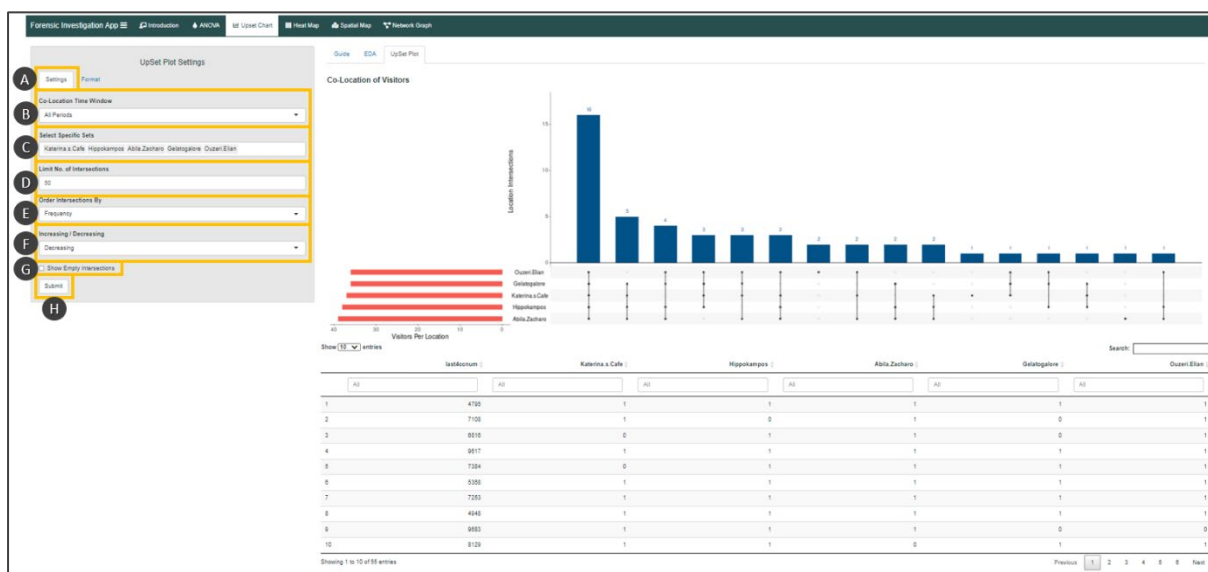 Forensic Investigation App Introduction ANOVA Upset Chart Heat Map Spatial Map Network Graph
UpSet Plot Settings
A Settings Format
B Co-Location Time Window
All Periods
C Select Specific Sets
Katerina.s.Cafe Hippokampos Abila.Zacharo Gelatogalore Ouzeri.Elian
D Limit No. of Intersections
50
E Order Intersections By
Frequency
F Increasing / Decreasing
Decreasing
G Show Empty Intersections
H Submit
Guide EDA UpSet Plot
Co-Location of Visitors
Location Intersections
15
10
5
0
16 5 4 3 3 3 2 2 2 2 1 1 1 1 1 1
Ouzeri.Elian
Gelatogalore
Katerina.s.Cafe
Hippokampos
Abila.Zacharo
40 30 20 10 0
Visitors Per Location
Show 10 entries Search:
last4ccnum Katerina.s.Cafe Hippokampos Abila.Zacharo Gelatogalore Ouzeri.Elian
All All All All All All
1 4795 1 1 1 1 1
2 7108 1 0 1 0 1
3 6816 0 1 1 0 1
4 9617 1 1 1 1 1
5 7384 0 1 1 1 1
6 5368 1 1 1 1 1
7 7253 1 1 1 1 1
8 4948 1 1 1 1 1
9 9683 1 1 1 0 0
10 8129 1 1 0 1 1
Showing 1 to 10 of 55 entries Previous 1 2 3 4 5 6 Next